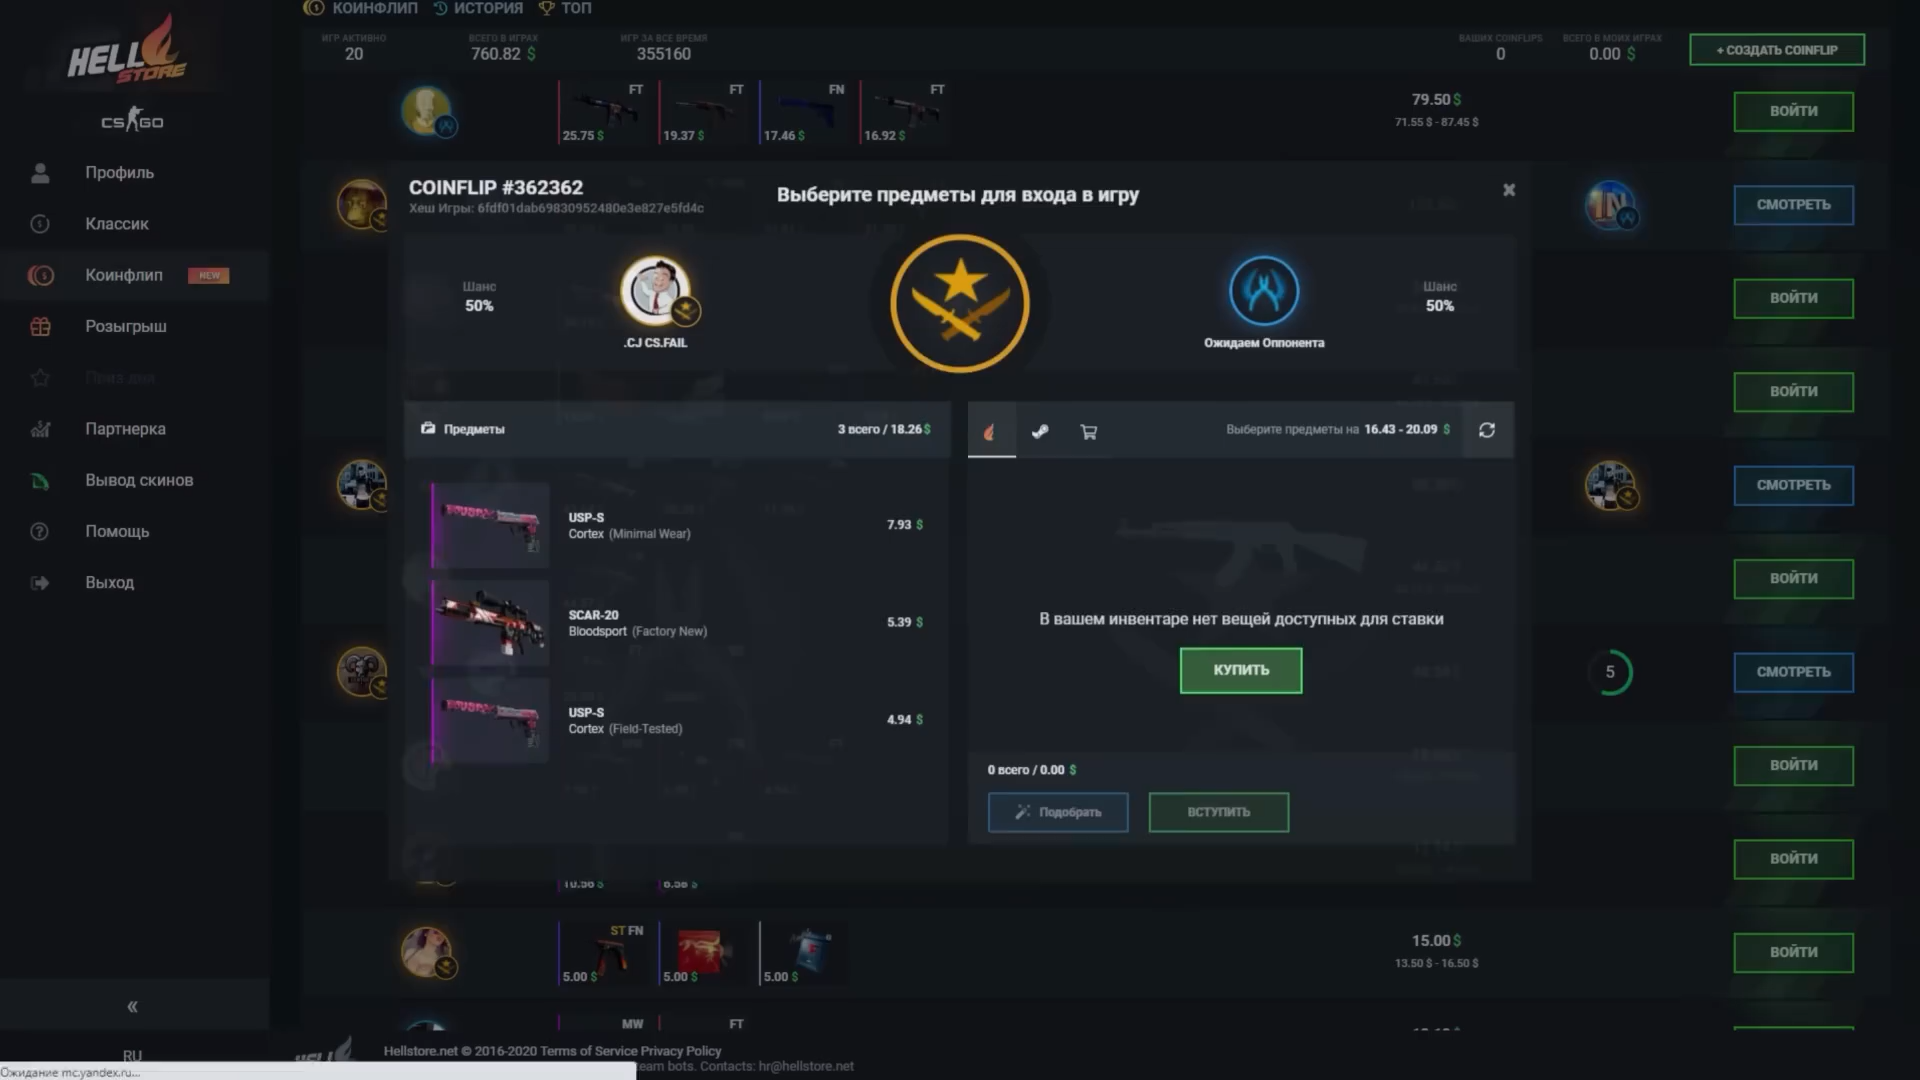 HELL
STORE
CS GO
Профиль
Классик
Коинфлип NEW
Розыгрыш
Партнерка
Вывод скинов
Помощь
Выход
«
RU
Ожидание mc.yandex.ru...
КОИНФЛИП ИСТОРИЯ ТОП
ИГР АКТИВНО
20
ВСЕГО В ИГРАХ
760.82 $
ИГР ЗА ВСЕ ВРЕМЯ
355160
ВАШИХ COINFLIPS
0
ВСЕГО В МОИХ ИГРАХ
0.00 $
+ СОЗДАТЬ COINFLIP
FT
25.75 $
FT
19.37 $
FN
17.46 $
FT
16.92 $
79.50 $
71.55 $ - 87.45 $
ВОЙТИ
COINFLIP #362362
Хеш Игры: 6fdf01dab69830952480e3e827e5fd4c
Выберите предметы для входа в игру
Шанс
50%
.CJ CS.FAIL
Ожидаем Оппонента
Шанс
50%
Предметы
3 всего / 18.26 $
USP-S
Cortex (Minimal Wear)
7.93 $
SCAR-20
Bloodsport (Factory New)
5.39 $
USP-S
Cortex (Field-Tested)
4.94 $
Выберите предметы на 16.43 - 20.09 $
В вашем инвентаре нет вещей доступных для ставки
КУПИТЬ
0 всего / 0.00 $
Подобрать
ВСТУПИТЬ
СМОТРЕТЬ
ВОЙТИ
ВОЙТИ
СМОТРЕТЬ
ВОЙТИ
5
СМОТРЕТЬ
ВОЙТИ
ВОЙТИ
10.56 $
6.58 $
ST FN
5.00 $
5.00 $
5.00 $
15.00 $
13.50 $ - 16.50 $
ВОЙТИ
MW
FT
Hellstore.net © 2016-2020 Terms of Service Privacy Policy
bots. Contacts: hr@hellstore.net